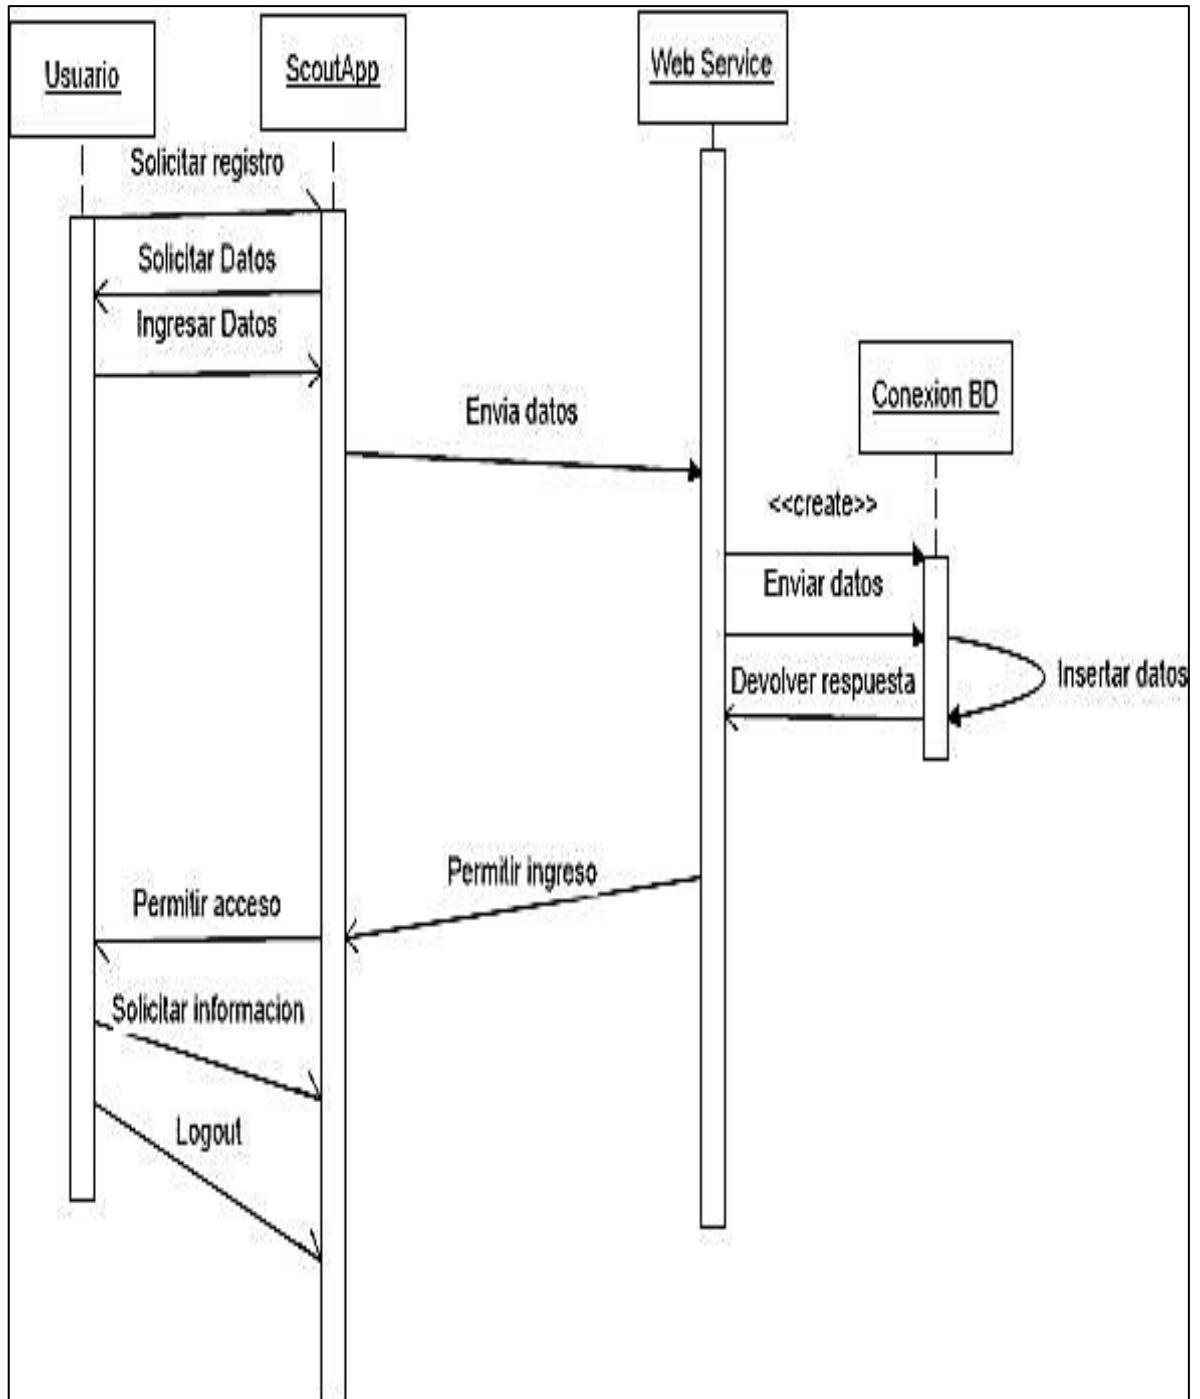 Usuario
ScoutApp
Web Service
Solicitar registro
Solicitar Datos
Ingresar Datos
Envia datos
Conexion BD
<<create>>
Enviar datos
Devolver respuesta
Insertar datos
Permitir ingreso
Permitir acceso
Solicitar informacion
Logout